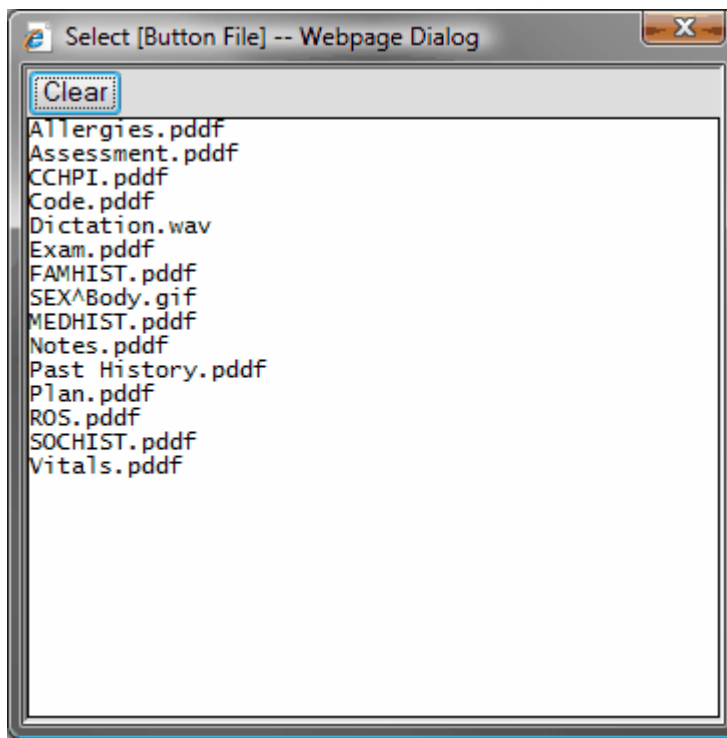 Select [Button File] -- Webpage Dialog
Clear
Allergies.pddf
Assessment.pddf
CCHPI.pddf
Code.pddf
Dictation.wav
Exam.pddf
FAMHIST.pddf
SEX^Body.gif
MEDHIST.pddf
Notes.pddf
Past History.pddf
Plan.pddf
ROS.pddf
SOCHIST.pddf
Vitals.pddf